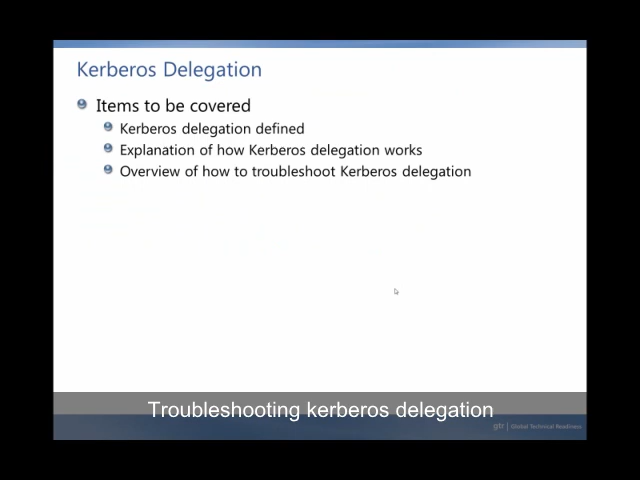 Kerberos Delegation
Items to be covered
Kerberos delegation defined
Explanation of how Kerberos delegation works
Overview of how to troubleshoot Kerberos delegation
Troubleshooting kerberos delegation
gtr | Global Technical Readiness